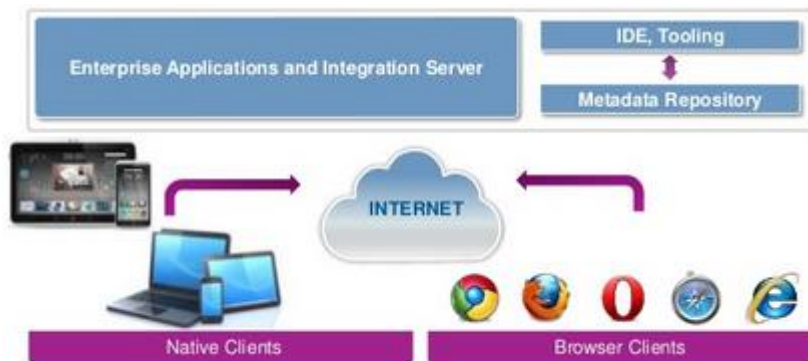 Enterprise Applications and Integration Server
IDE, Tooling
Metadata Repository
INTERNET
Native Clients
Browser Clients